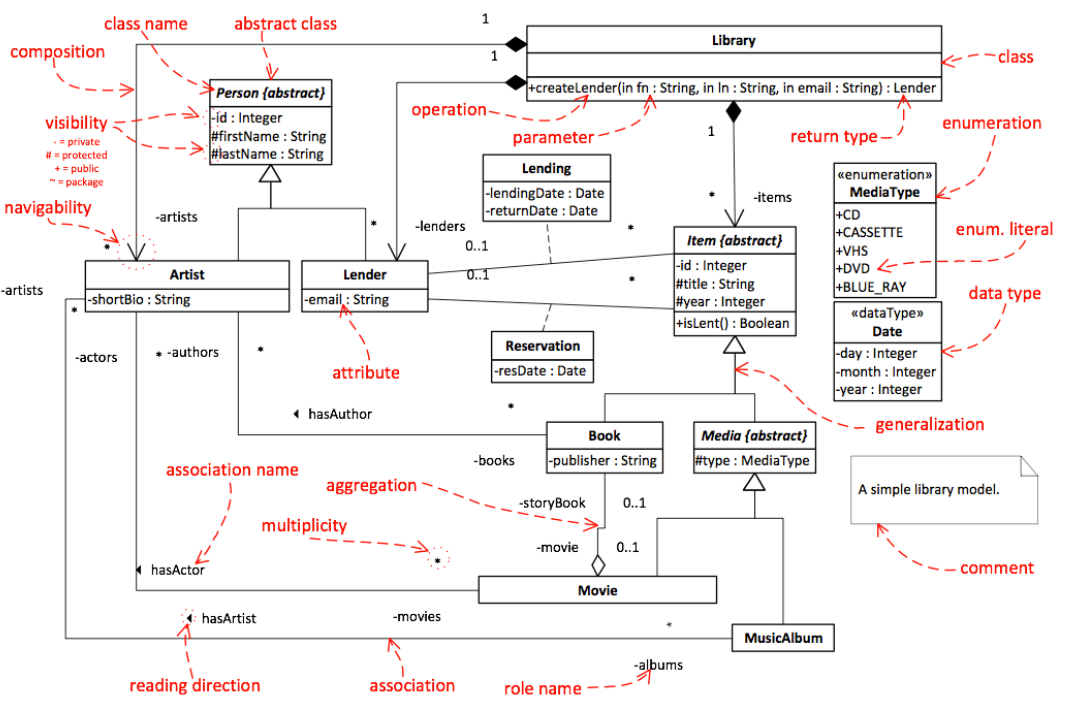 class name
abstract class
1
Library
composition
1
class
Person {abstract}
+createLender(in fn : String, in ln : String, in email : String) : Lender
operation
parameter
return type
enumeration
-id : Integer
#firstName : String
#lastName : String
visibility
- = private
# = protected
+ = public
~ = package
1
Lending
-lendingDate : Date
-returnDate : Date
«enumeration»
MediaType
+CD
+CASSETTE
+VHS
+DVD
+BLUE_RAY
enum. literal
navigability
-artists
*
-lenders
*
-items
*
0..1
*
Item {abstract}
-id : Integer
#title : String
#year : Integer
+isLent() : Boolean
Artist
-shortBio : String
Lender
-email : String
0..1
*
-artists
*
data type
«dataType»
Date
-day : Integer
-month : Integer
-year : Integer
-actors
*
-authors
*
attribute
Reservation
-resDate : Date
generalization
hasAuthor
*
Book
-publisher : String
Media {abstract}
#type : MediaType
-books
association name
aggregation
-storyBook
0..1
A simple library model.
multiplicity
*
-movie
0..1
hasActor
Movie
comment
hasArtist
-movies
*
MusicAlbum
-albums
reading direction
association
role name